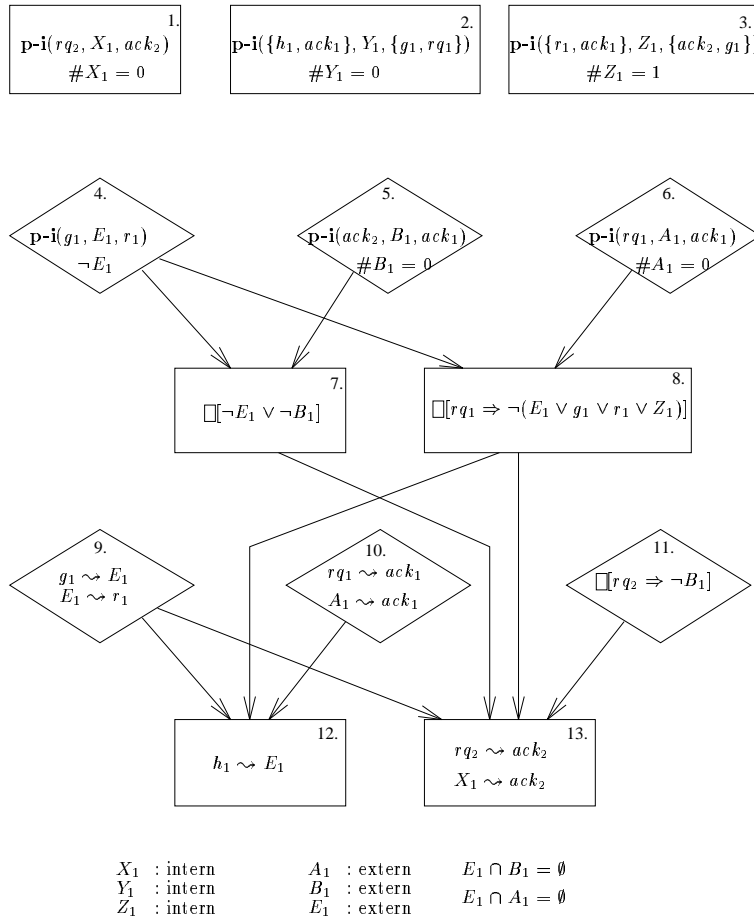 1.
p-i(rq₂, X₁, ack₂)
#X₁ = 0
2.
p-i({h₁, ack₁}, Y₁, {g₁, rq₁})
#Y₁ = 0
3.
p-i({r₁, ack₁}, Z₁, {ack₂, g₁})
#Z₁ = 1
4.
p-i(g₁, E₁, r₁)
¬E₁
5.
p-i(ack₂, B₁, ack₁)
#B₁ = 0
6.
p-i(rq₁, A₁, ack₁)
#A₁ = 0
7.
□[¬E₁ ∨ ¬B₁]
8.
□[rq₁ ⇒ ¬(E₁ ∨ g₁ ∨ r₁ ∨ Z₁)]
9.
g₁ ⇝ E₁
E₁ ⇝ r₁
10.
rq₁ ⇝ ack₁
A₁ ⇝ ack₁
11.
□[rq₂ ⇒ ¬B₁]
12.
h₁ ⇝ E₁
13.
rq₂ ⇝ ack₂
X₁ ⇝ ack₂
X₁ : intern
Y₁ : intern
Z₁ : intern
A₁ : extern
B₁ : extern
E₁ : extern
E₁ ∩ B₁ = ∅
E₁ ∩ A₁ = ∅